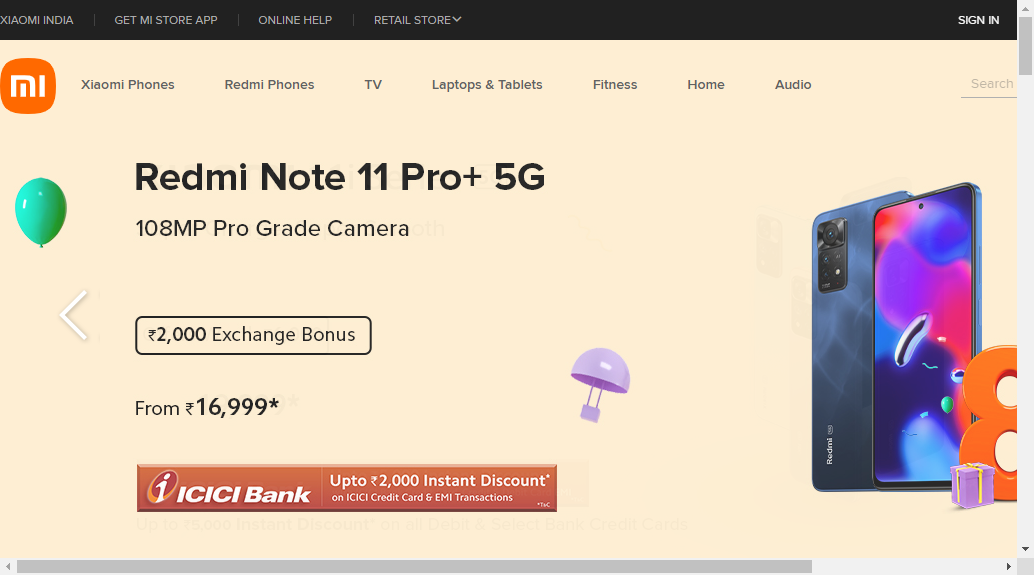 XIAOMI INDIA GET MI STORE APP ONLINE HELP RETAIL STORE SIGN IN
mi Xiaomi Phones Redmi Phones TV Laptops & Tablets Fitness Home Audio Search
Redmi Note 11 Pro+ 5G
108MP Pro Grade Camera
₹2,000 Exchange Bonus
From ₹16,999*
i ICICI Bank Upto ₹2,000 Instant Discount*
on ICICI Credit Card & EMI Transactions
*T&C
Up to ₹5,000 Instant Discount* on all Debit & Select Bank Credit Cards
Redmi 5G
8